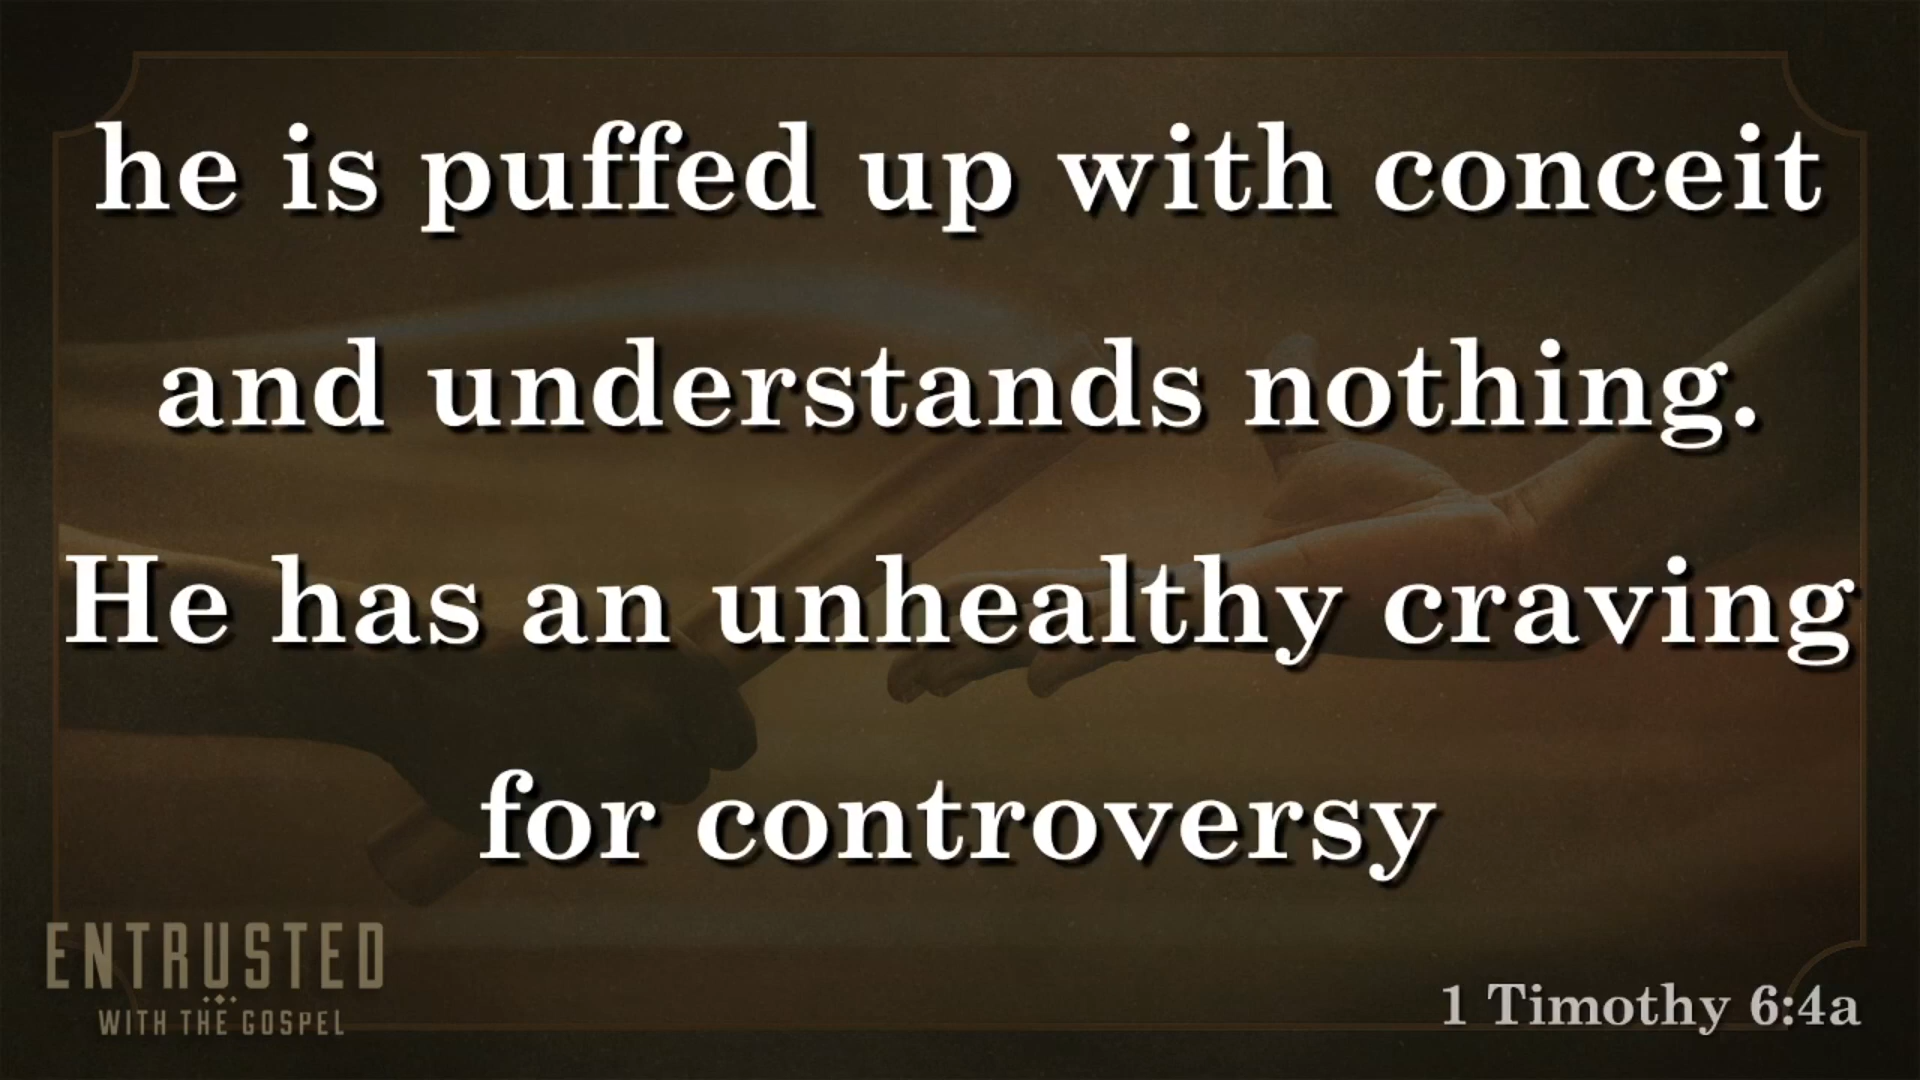 he is puffed up with conceit
and understands nothing.
He has an unhealthy craving
for controversy
ENTRUSTED
WITH THE GOSPEL
1 Timothy 6:4a